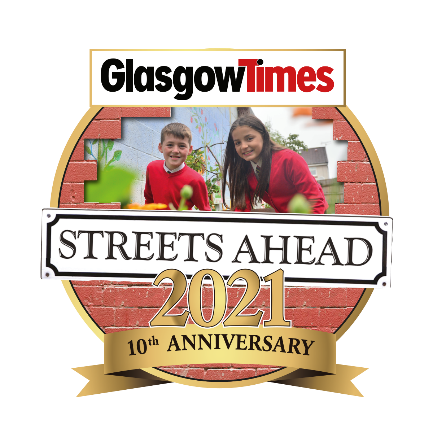 GlasgowTimes
STREETS AHEAD
2021
10th ANNIVERSARY